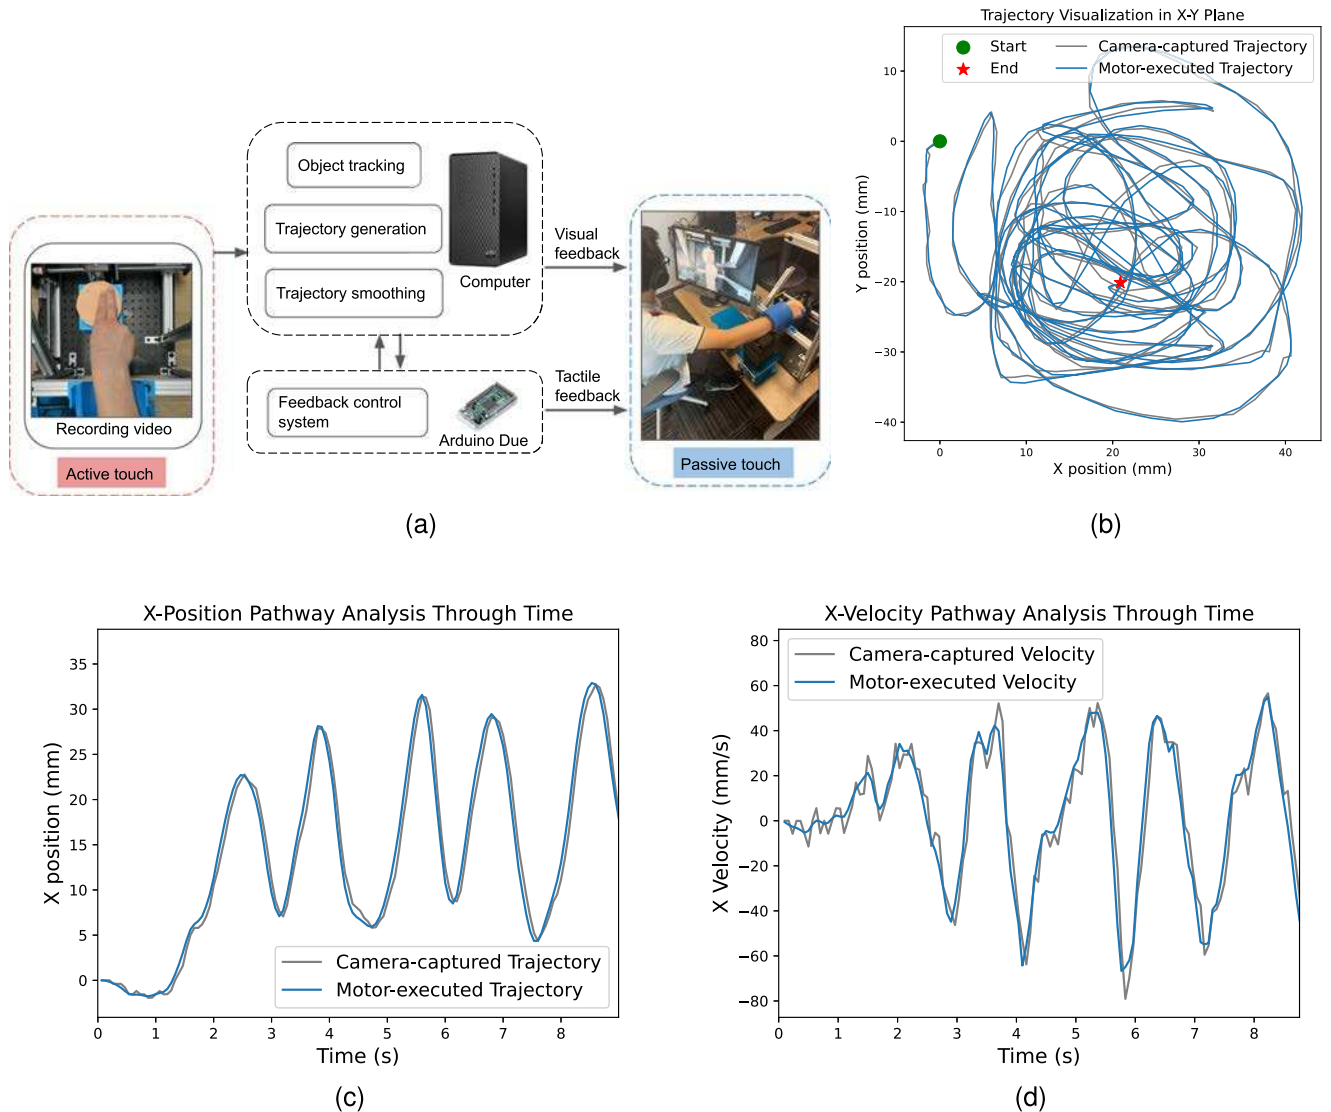 Object tracking
Trajectory generation
Trajectory smoothing
Computer
Recording video
Active touch
Feedback control
system
Arduino Due
Visual
feedback
Tactile
feedback
Passive touch
(a)
Trajectory Visualization in X-Y Plane
Start
End
Camera-captured Trajectory
Motor-executed Trajectory
Y position (mm)
10
0
−10
−20
−30
−40
0 10 20 30 40
X position (mm)
(b)
X-Position Pathway Analysis Through Time
X position (mm)
35
30
25
20
15
10
5
0
Camera-captured Trajectory
Motor-executed Trajectory
0 1 2 3 4 5 6 7 8
Time (s)
(c)
X-Velocity Pathway Analysis Through Time
X Velocity (mm/s)
80
60
40
20
0
−20
−40
−60
−80
Camera-captured Velocity
Motor-executed Velocity
0 1 2 3 4 5 6 7 8
Time (s)
(d)